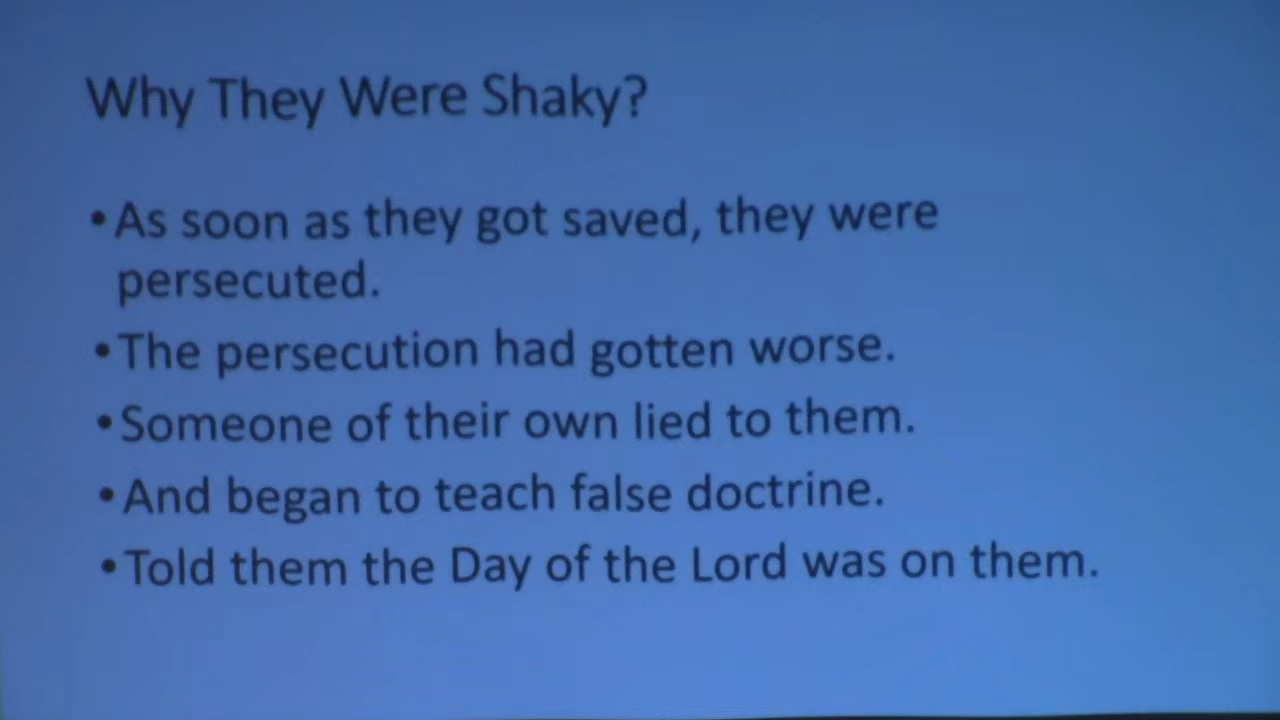 Why They Were Shaky?
•As soon as they got saved, they were
persecuted.
•The persecution had gotten worse.
•Someone of their own lied to them.
•And began to teach false doctrine.
•Told them the Day of the Lord was on them.